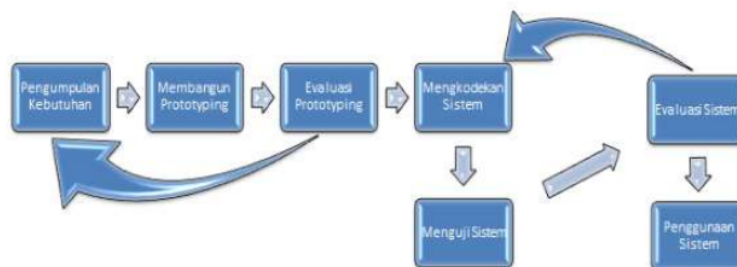 Pengumpulan
Kebutuhan
Membangun
Prototyping
Evaluasi
Prototyping
Mengkodekan
Sistem
Menguji Sistem
Evaluasi Sistem
Penggunaan
Sistem